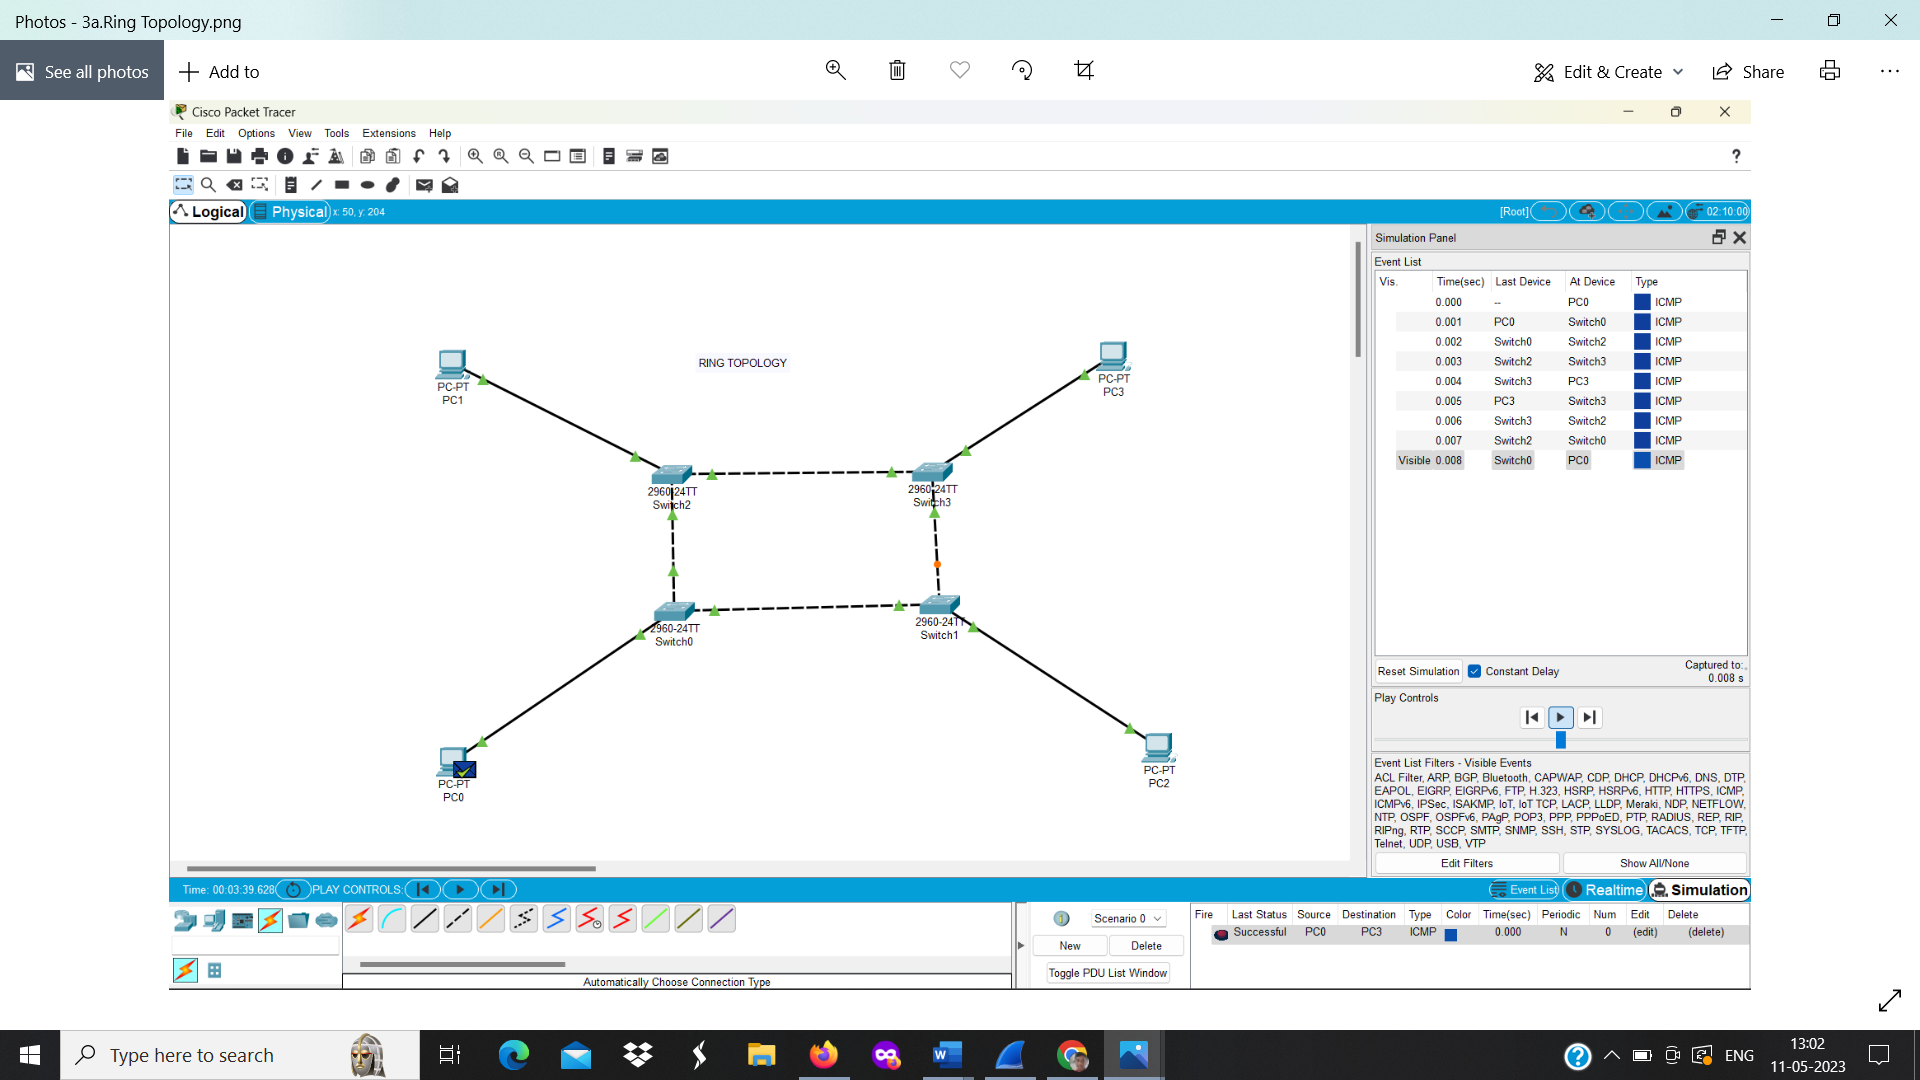 Photos - 3a.Ring Topology.png
See all photos
Add to
Edit & Create
Share
Cisco Packet Tracer
File Edit Options View Tools Extensions Help
?
Logical
Physical
x: 50, y: 204
[Root]
02:10:00
Simulation Panel
Event List
Vis. Time(sec) Last Device At Device Type
0.000 -- PC0 ICMP
0.001 PC0 Switch0 ICMP
0.002 Switch0 Switch2 ICMP
0.003 Switch2 Switch3 ICMP
0.004 Switch3 PC3 ICMP
0.005 PC3 Switch3 ICMP
0.006 Switch3 Switch2 ICMP
0.007 Switch2 Switch0 ICMP
Visible 0.008 Switch0 PC0 ICMP
RING TOPOLOGY
PC-PT
PC1
PC-PT
PC3
2960-24TT
Switch2
2960-24TT
Switch3
2960-24TT
Switch0
2960-24TT
Switch1
PC-PT
PC0
PC-PT
PC2
Reset Simulation
Constant Delay
Captured to:
0.008 s
Play Controls
Event List Filters - Visible Events
ACL Filter, ARP, BGP, Bluetooth, CAPWAP, CDP, DHCP, DHCPv6, DNS, DTP,
EAPOL, EIGRP, EIGRPv6, FTP, H.323, HSRP, HSRPv6, HTTP, HTTPS, ICMP,
ICMPv6, IPSec, ISAKMP, IoT, IoT TCP, LACP, LLDP, Meraki, NDP, NETFLOW,
NTP, OSPF, OSPFv6, PAgP, POP3, PPP, PPPoED, PTP, RADIUS, REP, RIP,
RIPng, RTP, SCCP, SMTP, SNMP, SSH, STP, SYSLOG, TACACS, TCP, TFTP,
Telnet, UDP, USB, VTP
Edit Filters
Show All/None
Time: 00:03:39.628
PLAY CONTROLS:
Event List
Realtime
Simulation
Scenario 0
New
Delete
Toggle PDU List Window
Fire Last Status Source Destination Type Color Time(sec) Periodic Num Edit Delete
Successful PC0 PC3 ICMP 0.000 N 0 (edit) (delete)
Automatically Choose Connection Type
Type here to search
ENG
13:02
11-05-2023